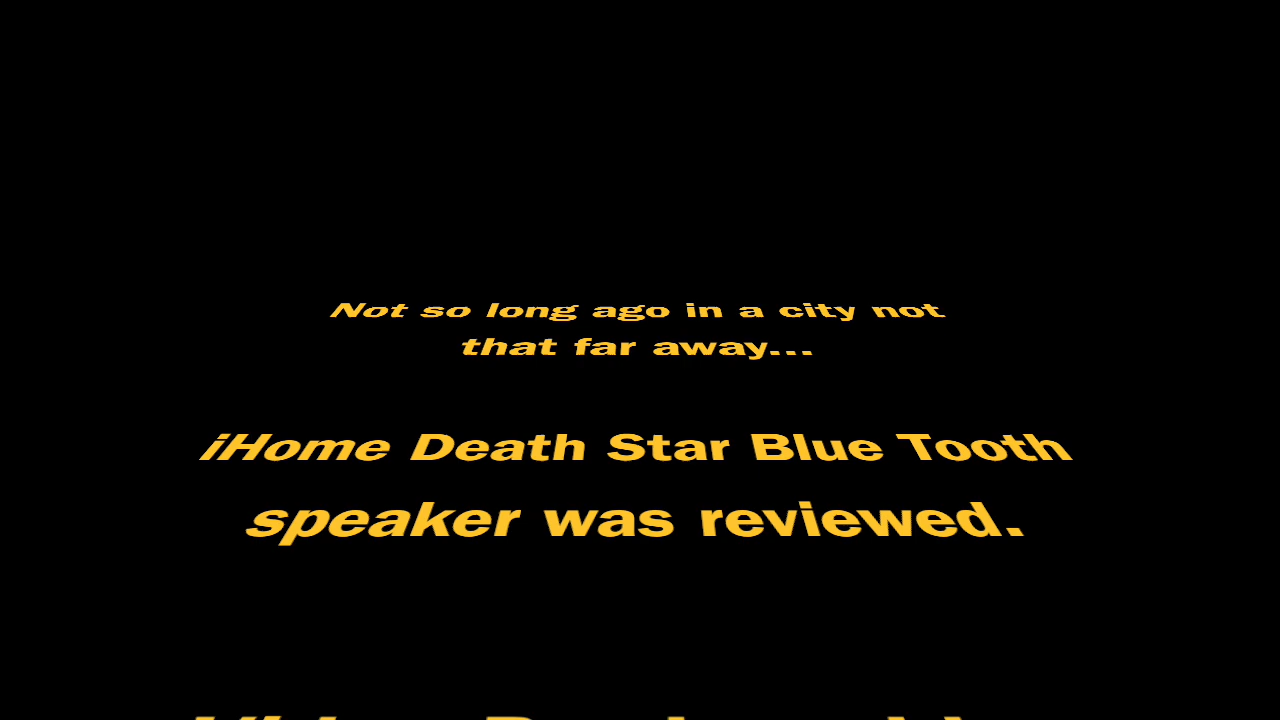 Not so long ago in a city not
that far away...
iHome Death Star Blue Tooth
speaker was reviewed.